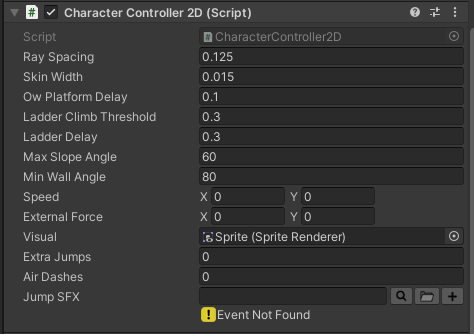 Character Controller 2D (Script)
Script CharacterController2D
Ray Spacing 0.125
Skin Width 0.015
Ow Platform Delay 0.1
Ladder Climb Threshold 0.3
Ladder Delay 0.3
Max Slope Angle 60
Min Wall Angle 80
Speed X 0 Y 0
External Force X 0 Y 0
Visual Sprite (Sprite Renderer)
Extra Jumps 0
Air Dashes 0
Jump SFX
Event Not Found